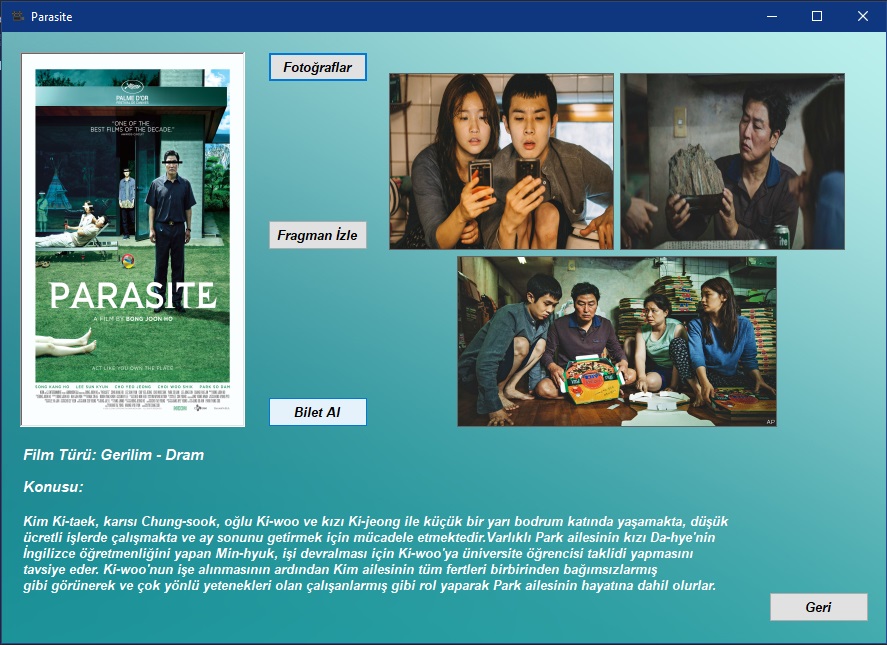 Parasite
PALME D'OR
FESTIVAL DE CANNES
"ONE OF THE
BEST FILMS OF THE DECADE."
PARASITE
A FILM BY BONG JOON HO
ACT LIKE YOU OWN THE PLACE
SONG KANG HO LEE SUN KYUN CHO YEO JEONG CHOI WOO SHIK PARK SO DAM
Fotoğraflar
Fragman İzle
Bilet Al
AP
Film Türü: Gerilim - Dram
Konusu:
Kim Ki-taek, karısı Chung-sook, oğlu Ki-woo ve kızı Ki-jeong ile küçük bir yarı bodrum katında yaşamakta, düşük
ücretli işlerde çalışmakta ve ay sonunu getirmek için mücadele etmektedir.Varlıklı Park ailesinin kızı Da-hye'nin
İngilizce öğretmenliğini yapan Min-hyuk, işi devralması için Ki-woo'ya üniversite öğrencisi taklidi yapmasını
tavsiye eder. Ki-woo'nun işe alınmasının ardından Kim ailesinin tüm fertleri birbirinden bağımsızlarmış
gibi görünerek ve çok yönlü yetenekleri olan çalışanlarmış gibi rol yaparak Park ailesinin hayatına dahil olurlar.
Geri